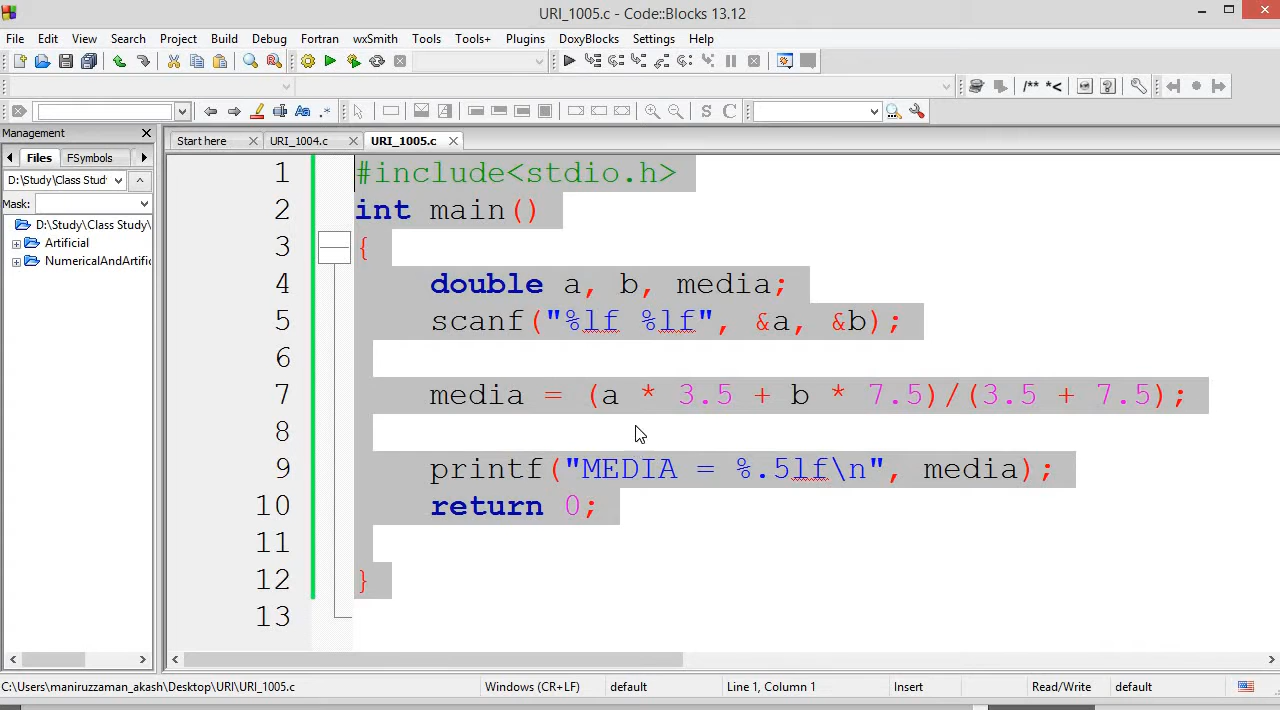 URI_1005.c - Code::Blocks 13.12
File Edit View Search Project Build Debug Fortran wxSmith Tools Tools+ Plugins DoxyBlocks Settings Help
/** *<
Aa .*
S C
Management
Start here URI_1004.c URI_1005.c
Files FSymbols
D:\Study\Class Stud
Mask:
D:\Study\Class Study\
Artificial
NumericalAndArtific
1 #include<stdio.h>
2 int main()
3 {
4 double a, b, media;
5 scanf("%lf %lf", &a, &b);
6
7 media = (a * 3.5 + b * 7.5)/(3.5 + 7.5);
8
9 printf("MEDIA = %.5lf\n", media);
10 return 0;
11
12 }
13
C:\Users\maniruzzaman_akash\Desktop\URI\URI_1005.c Windows (CR+LF) default Line 1, Column 1 Insert Read/Write default